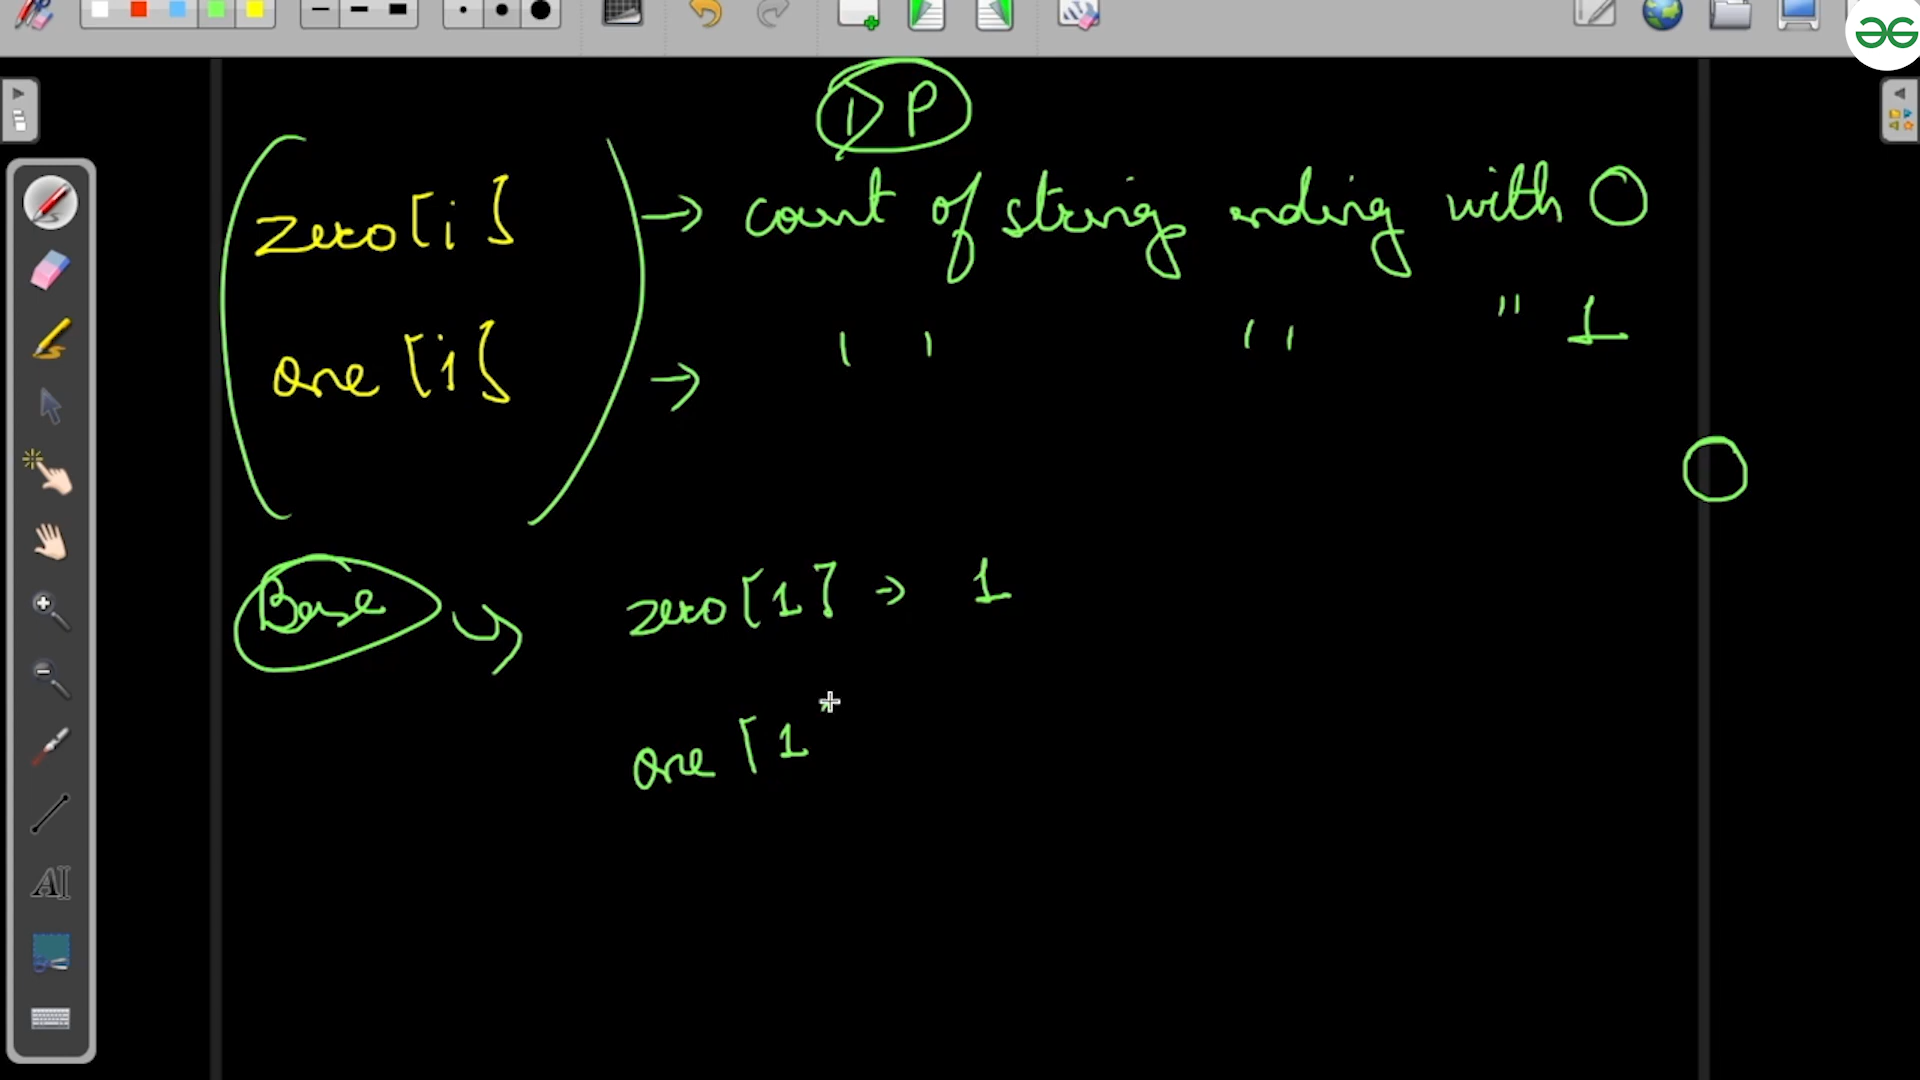 DP
zero[i] → count of string ending with 0
one[i] → " " " 1
0
Base zero[1] → 1
one[1